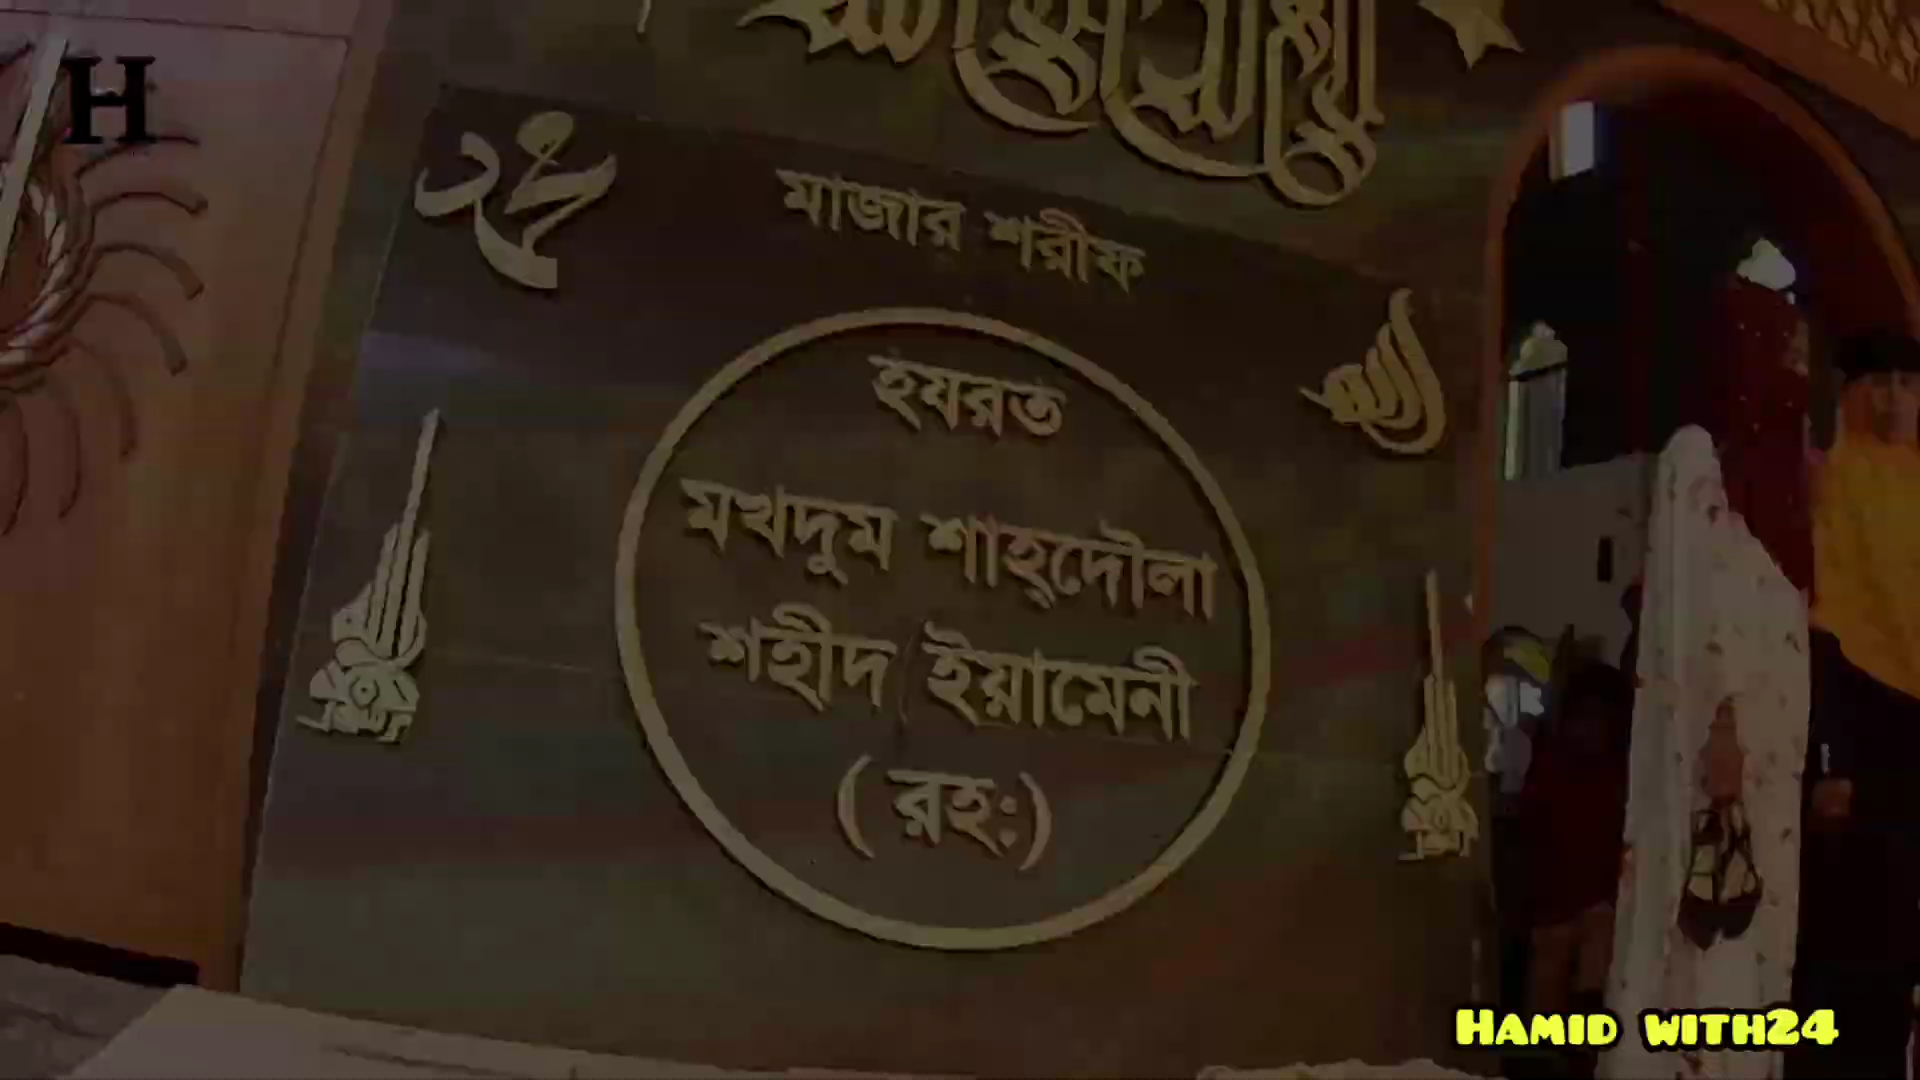 H
মাজার শরীফ
হযরত
মখদুম শাহ্দৌলা
শহীদ ইয়ামেনী
( রহ:)
HAMID WITH24